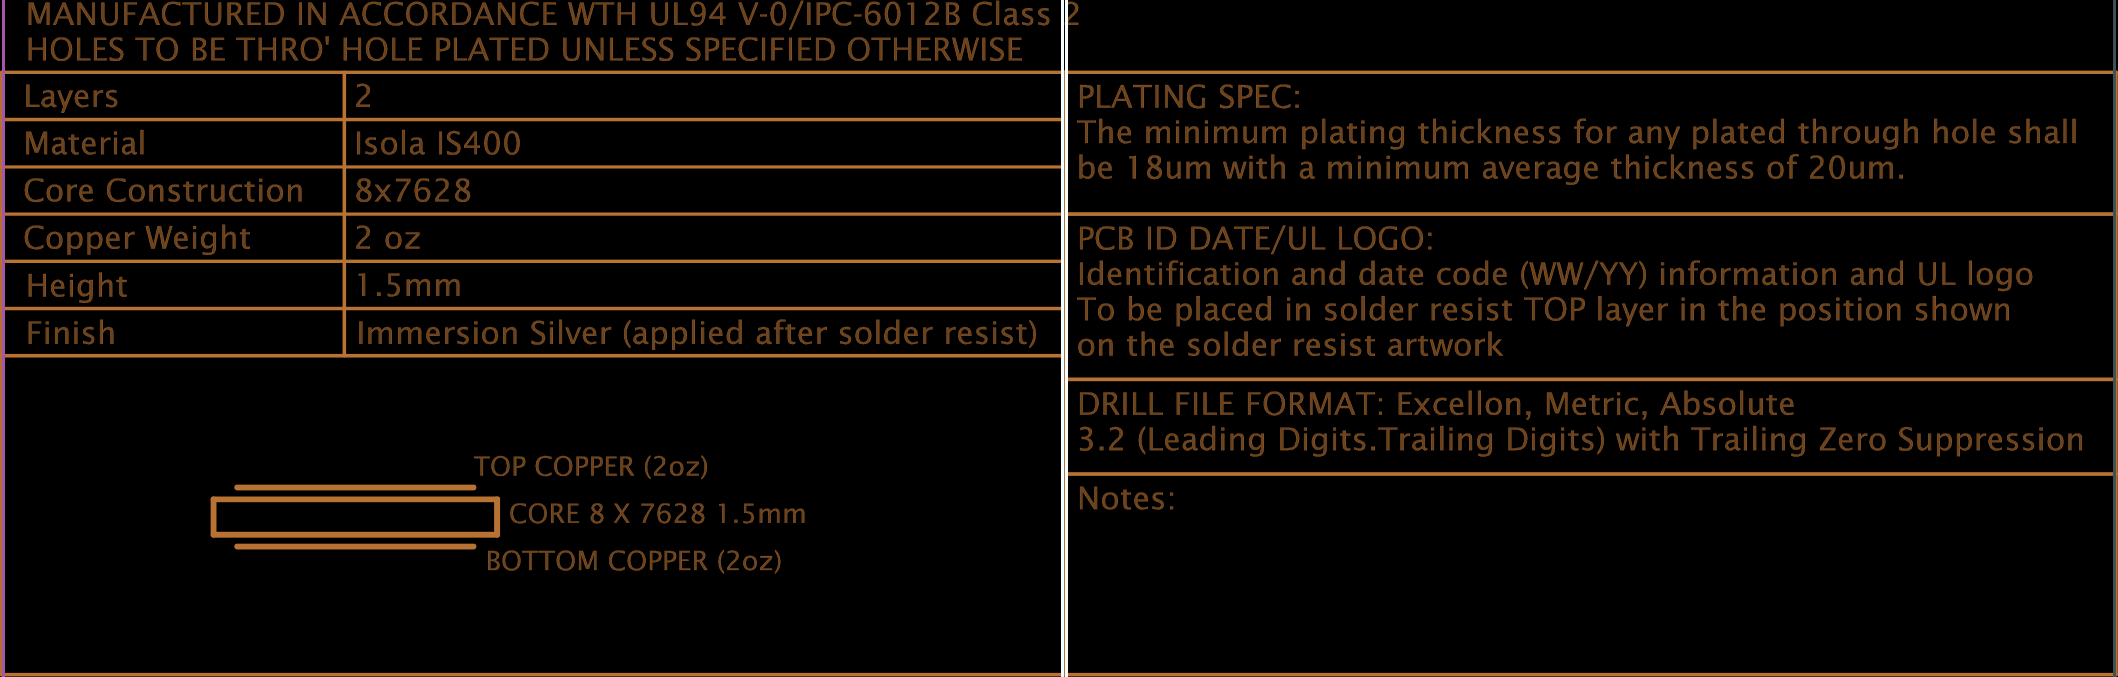 MANUFACTURED IN ACCORDANCE WTH UL94 V-0/IPC-6012B Class 2
HOLES TO BE THRO' HOLE PLATED UNLESS SPECIFIED OTHERWISE
Layers 2
Material Isola IS400
Core Construction 8x7628
Copper Weight 2 oz
Height 1.5mm
Finish Immersion Silver (applied after solder resist)
TOP COPPER (2oz)
CORE 8 X 7628 1.5mm
BOTTOM COPPER (2oz)
PLATING SPEC:
The minimum plating thickness for any plated through hole shall
be 18um with a minimum average thickness of 20um.
PCB ID DATE/UL LOGO:
Identification and date code (WW/YY) information and UL logo
To be placed in solder resist TOP layer in the position shown
on the solder resist artwork
DRILL FILE FORMAT: Excellon, Metric, Absolute
3.2 (Leading Digits.Trailing Digits) with Trailing Zero Suppression
Notes: